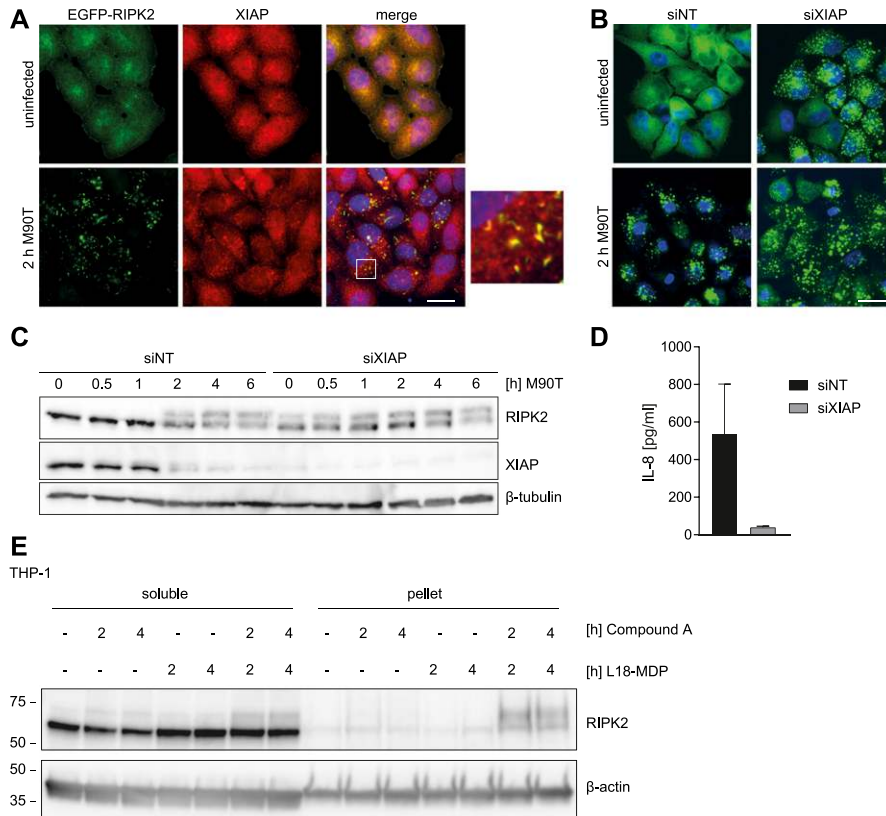 A
EGFP-RIPK2 XIAP merge
uninfected
2 h M90T
B
siNT siXIAP
uninfected
2 h M90T
C
siNT siXIAP
0 0.5 1 2 4 6 0 0.5 1 2 4 6 [h] M90T
RIPK2
XIAP
β-tubulin
D
1000
800
600
400
200
0
IL-8 [pg/ml]
siNT
siXIAP
E
THP-1
soluble pellet
- 2 4 - - 2 4 - 2 4 - - 2 4 [h] Compound A
- - - 2 4 2 4 - - - 2 4 2 4 [h] L18-MDP
75 –
50 –
RIPK2
50 –
35 –
β-actin